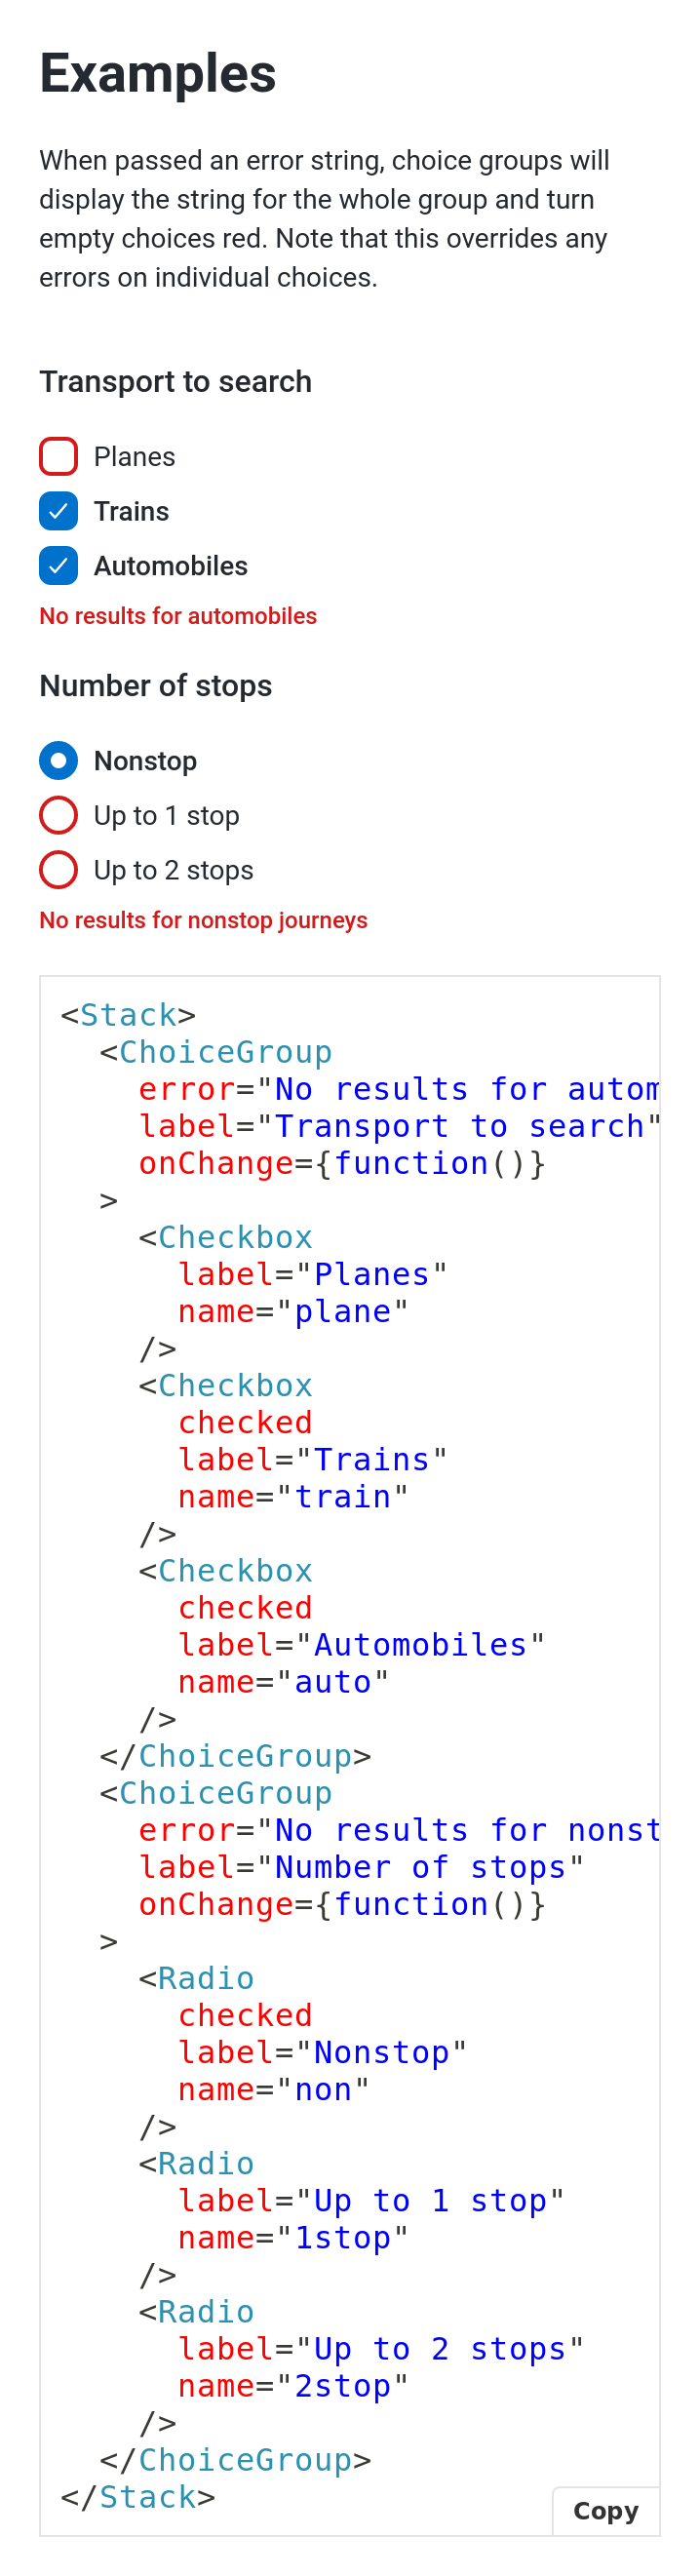 Examples
When passed an error string, choice groups will
display the string for the whole group and turn
empty choices red. Note that this overrides any
errors on individual choices.
Transport to search
Planes
Trains
Automobiles
No results for automobiles
Number of stops
Nonstop
Up to 1 stop
Up to 2 stops
No results for nonstop journeys
<Stack>
  <ChoiceGroup
    error="No results for autom
    label="Transport to search"
    onChange={function()}
  >
    <Checkbox
      label="Planes"
      name="plane"
    />
    <Checkbox
      checked
      label="Trains"
      name="train"
    />
    <Checkbox
      checked
      label="Automobiles"
      name="auto"
    />
  </ChoiceGroup>
  <ChoiceGroup
    error="No results for nonst
    label="Number of stops"
    onChange={function()}
  >
    <Radio
      checked
      label="Nonstop"
      name="non"
    />
    <Radio
      label="Up to 1 stop"
      name="1stop"
    />
    <Radio
      label="Up to 2 stops"
      name="2stop"
    />
  </ChoiceGroup>
</Stack>
Copy